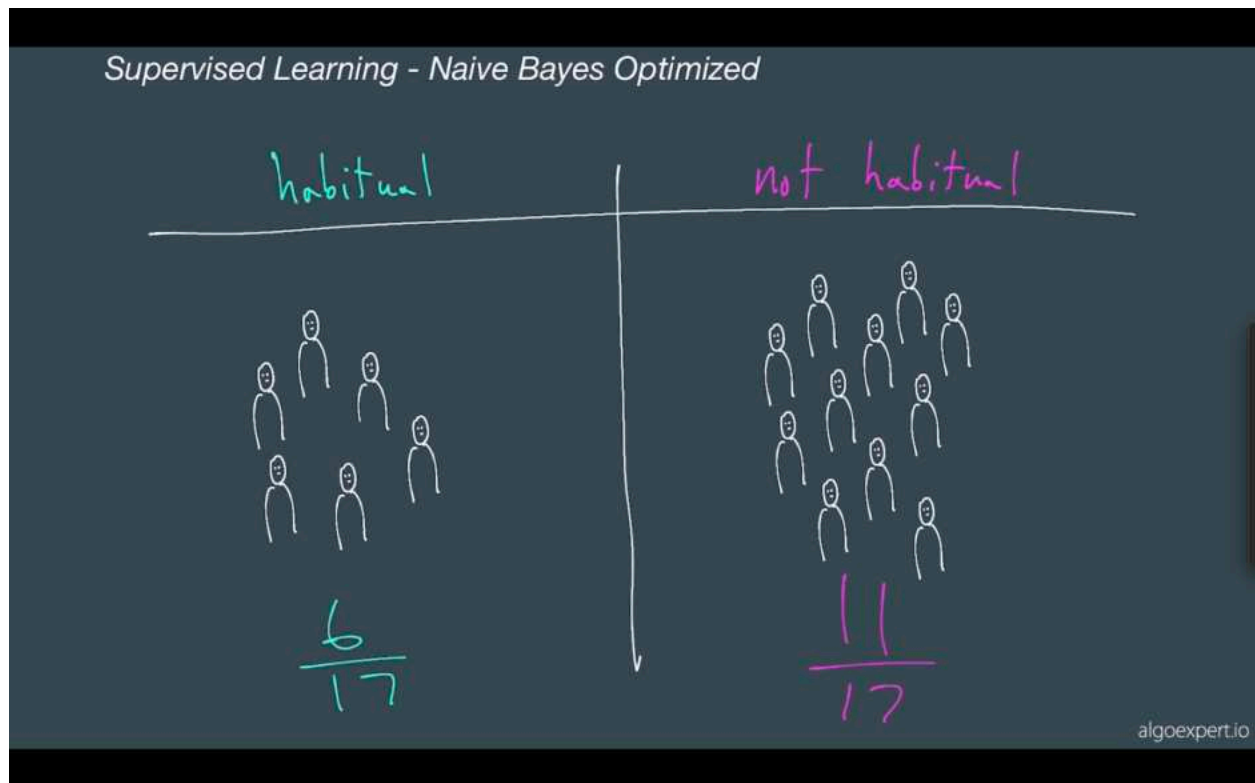 Supervised Learning - Naive Bayes Optimized
habitual
not habitual
6
17
11
17
algoexpert.io